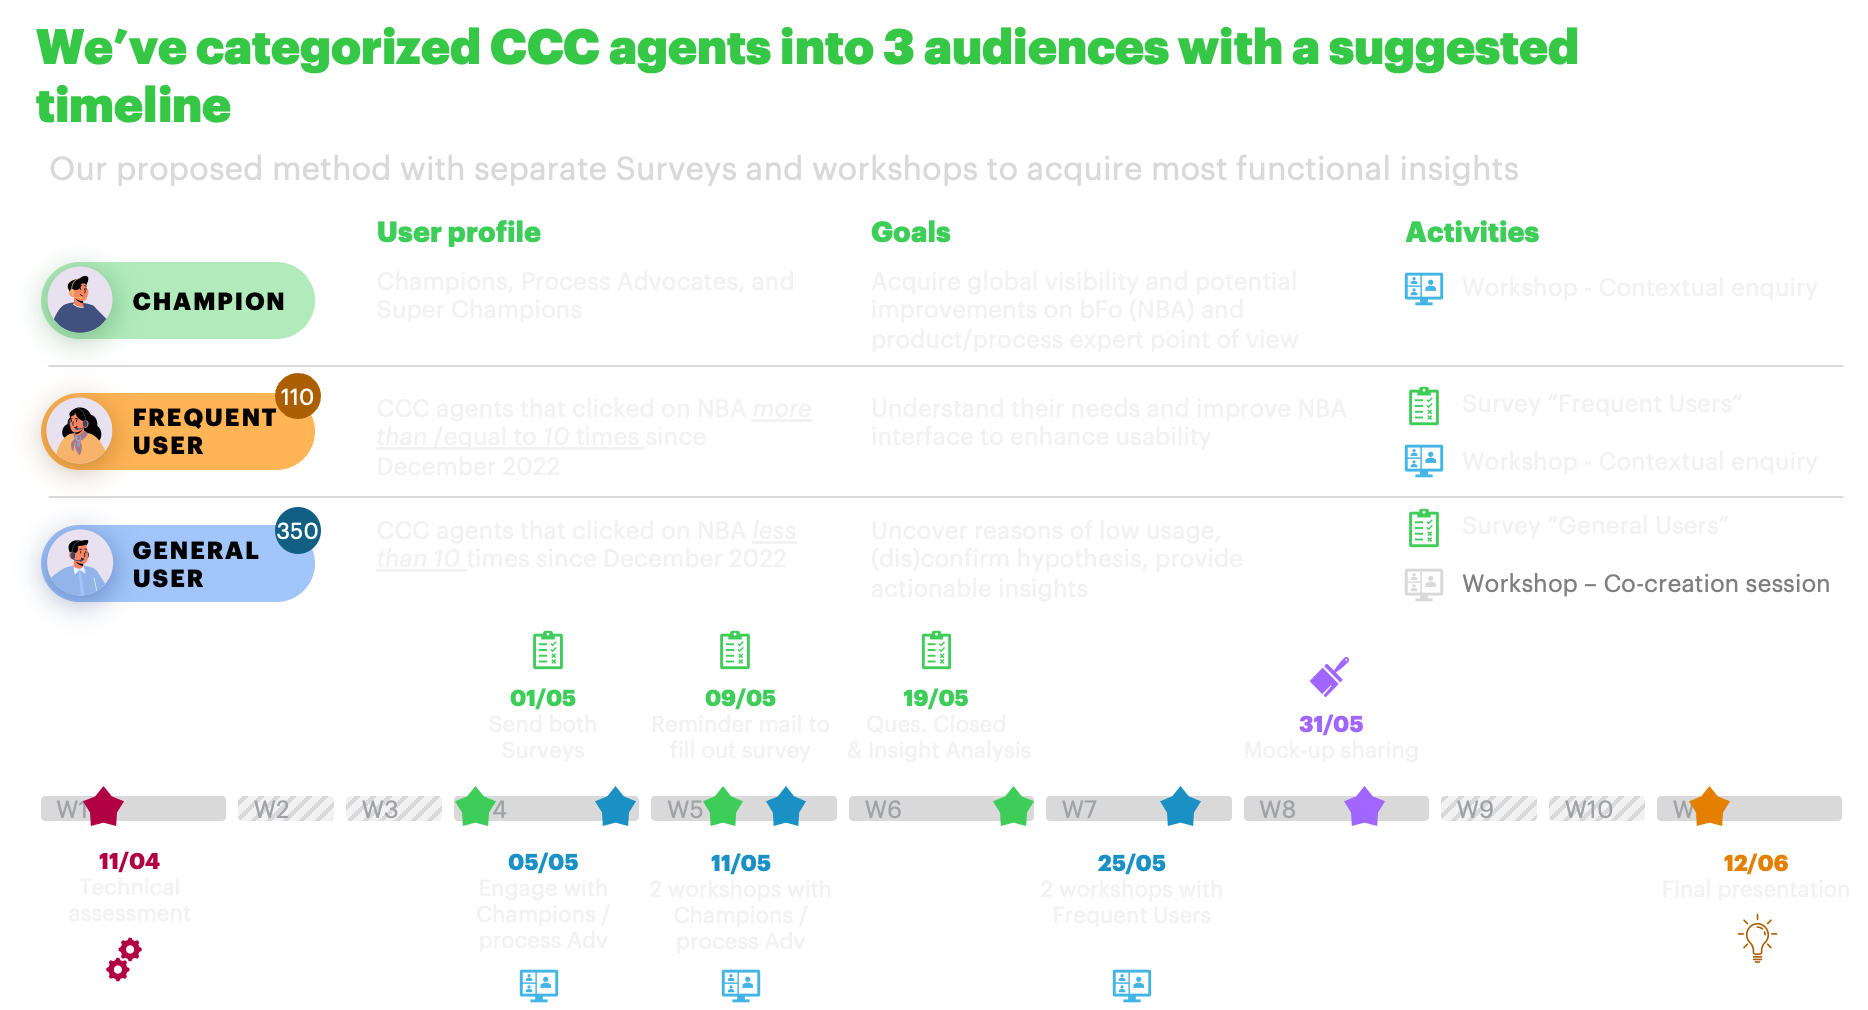 We’ve categorized CCC agents into 3 audiences with a suggested
timeline
Our proposed method with separate Surveys and workshops to acquire most functional insights
User profile
Goals
Activities
CHAMPION
Champions, Process Advocates, and
Super Champions
Acquire global visibility and potential
improvements on bFo (NBA) and
product/process expert point of view
Workshop - Contextual enquiry
110
FREQUENT
USER
CCC agents that clicked on NBA more
than /equal to 10 times since
December 2022
Understand their needs and improve NBA
interface to enhance usability
Survey “Frequent Users”
Workshop - Contextual enquiry
350
GENERAL
USER
CCC agents that clicked on NBA less
than 10 times since December 2022
Uncover reasons of low usage,
(dis)confirm hypothesis, provide
actionable insights
Survey “General Users”
Workshop – Co-creation session
01/05
Send both
Surveys
09/05
Reminder mail to
fill out survey
19/05
Ques. Closed
& Insight Analysis
31/05
Mock-up sharing
W1
W2
W3
4
W5
W6
W7
W8
W9
W10
W
11/04
Technical
assessment
05/05
Engage with
Champions /
process Adv
11/05
2 workshops with
Champions /
process Adv
25/05
2 workshops with
Frequent Users
12/06
Final presentation